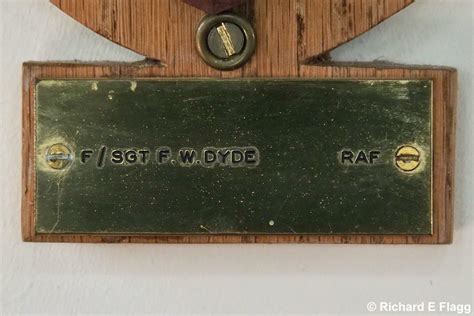 F/SGT F.W. DYDE RAF
© Richard E Flagg